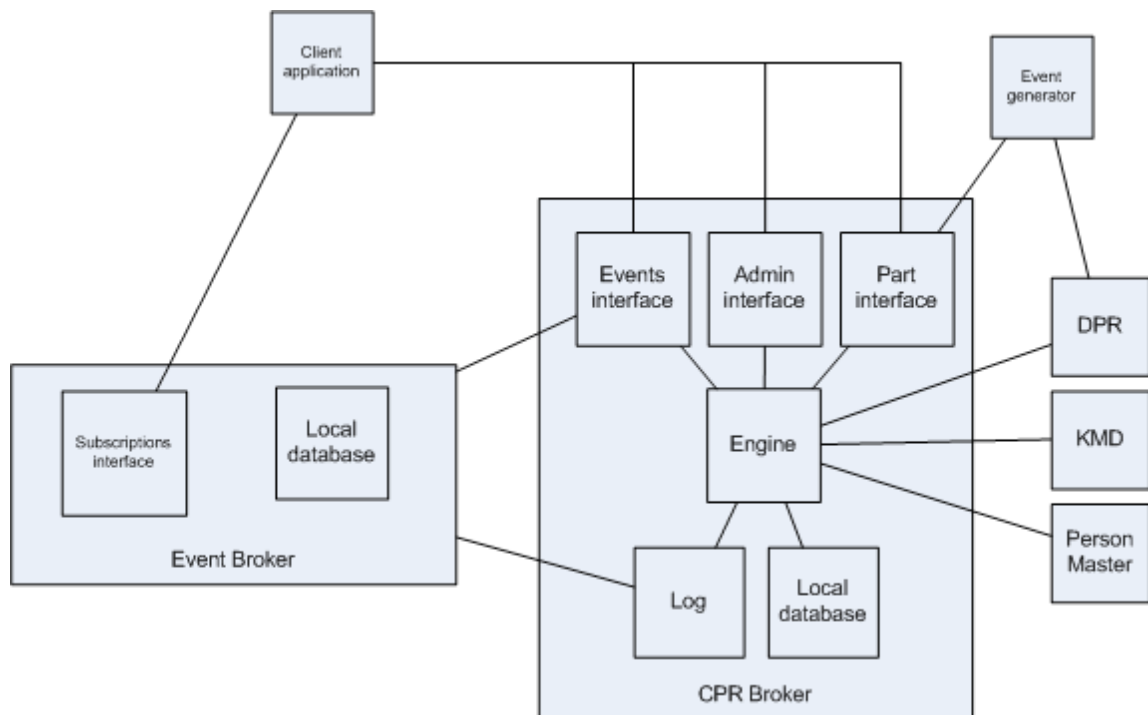 Client
application
Event
generator
Events
interface
Admin
interface
Part
interface
DPR
Subscriptions
interface
Local
database
Engine
KMD
Event Broker
Log
Local
database
Person
Master
CPR Broker